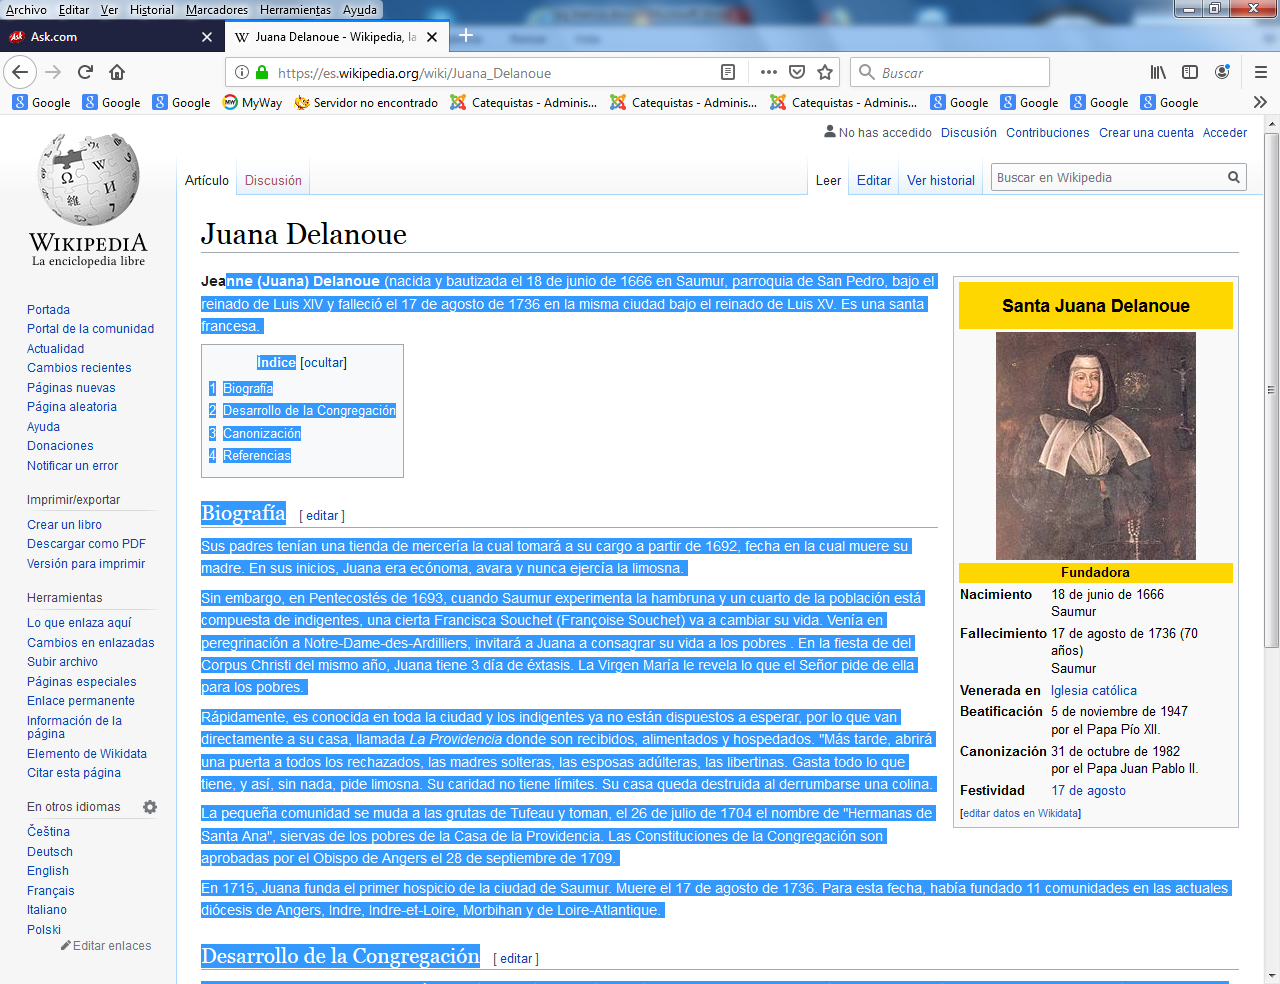 Archivo Editar Ver Historial Marcadores Herramientas Ayuda
Ask.com
W Juana Delanoue - Wikipedia, la
https://es.wikipedia.org/wiki/Juana_Delanoue
Buscar
Google Google Google MyWay Servidor no encontrado Catequistas - Adminis... Catequistas - Adminis... Catequistas - Adminis... Google Google Google Google
No has accedido Discusión Contribuciones Crear una cuenta Acceder
Artículo Discusión Leer Editar Ver historial Buscar en Wikipedia
WIKIPEDIA
La enciclopedia libre
Portada
Portal de la comunidad
Actualidad
Cambios recientes
Páginas nuevas
Página aleatoria
Ayuda
Donaciones
Notificar un error
Imprimir/exportar
Crear un libro
Descargar como PDF
Versión para imprimir
Herramientas
Lo que enlaza aquí
Cambios en enlazadas
Subir archivo
Páginas especiales
Enlace permanente
Información de la
página
Elemento de Wikidata
Citar esta página
En otros idiomas
Čeština
Deutsch
English
Français
Italiano
Polski
Editar enlaces
Juana Delanoue
Jeanne (Juana) Delanoue (nacida y bautizada el 18 de junio de 1666 en Saumur, parroquia de San Pedro, bajo el
reinado de Luis XIV y falleció el 17 de agosto de 1736 en la misma ciudad bajo el reinado de Luis XV. Es una santa
francesa.
Índice [ocultar]
1 Biografía
2 Desarrollo de la Congregación
3 Canonización
4 Referencias
Biografía [ editar ]
Sus padres tenían una tienda de mercería la cual tomará a su cargo a partir de 1692, fecha en la cual muere su
madre. En sus inicios, Juana era ecónoma, avara y nunca ejercía la limosna.
Sin embargo, en Pentecostés de 1693, cuando Saumur experimenta la hambruna y un cuarto de la población está
compuesta de indigentes, una cierta Francisca Souchet (Françoise Souchet) va a cambiar su vida. Venía en
peregrinación a Notre-Dame-des-Ardilliers, invitará a Juana a consagrar su vida a los pobres . En la fiesta de del
Corpus Christi del mismo año, Juana tiene 3 día de éxtasis. La Virgen María le revela lo que el Señor pide de ella
para los pobres.
Rápidamente, es conocida en toda la ciudad y los indigentes ya no están dispuestos a esperar, por lo que van
directamente a su casa, llamada La Providencia donde son recibidos, alimentados y hospedados. "Más tarde, abrirá
una puerta a todos los rechazados, las madres solteras, las esposas adúlteras, las libertinas. Gasta todo lo que
tiene, y así, sin nada, pide limosna. Su caridad no tiene límites. Su casa queda destruida al derrumbarse una colina.
La pequeña comunidad se muda a las grutas de Tufeau y toman, el 26 de julio de 1704 el nombre de "Hermanas de
Santa Ana", siervas de los pobres de la Casa de la Providencia. Las Constituciones de la Congregación son
aprobadas por el Obispo de Angers el 28 de septiembre de 1709.
En 1715, Juana funda el primer hospicio de la ciudad de Saumur. Muere el 17 de agosto de 1736. Para esta fecha, había fundado 11 comunidades en las actuales
diócesis de Angers, Indre, Indre-et-Loire, Morbihan y de Loire-Atlantique.
Desarrollo de la Congregación [ editar ]
Santa Juana Delanoue
Fundadora
Nacimiento 18 de junio de 1666
Saumur
Fallecimiento 17 de agosto de 1736 (70
años)
Saumur
Venerada en Iglesia católica
Beatificación 5 de noviembre de 1947
por el Papa Pío XII.
Canonización 31 de octubre de 1982
por el Papa Juan Pablo II.
Festividad 17 de agosto
[editar datos en Wikidata]